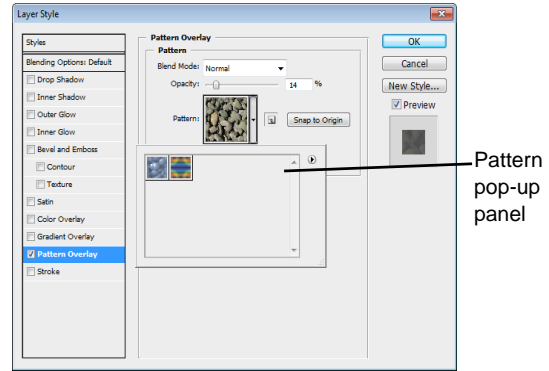 Layer Style
Styles
Blending Options: Default
Drop Shadow
Inner Shadow
Outer Glow
Inner Glow
Bevel and Emboss
Contour
Texture
Satin
Color Overlay
Gradient Overlay
Pattern Overlay
Stroke
Pattern Overlay
Pattern
Blend Mode: Normal
Opacity: 14 %
Pattern: Snap to Origin
OK
Cancel
New Style...
Preview
Pattern
pop-up
panel